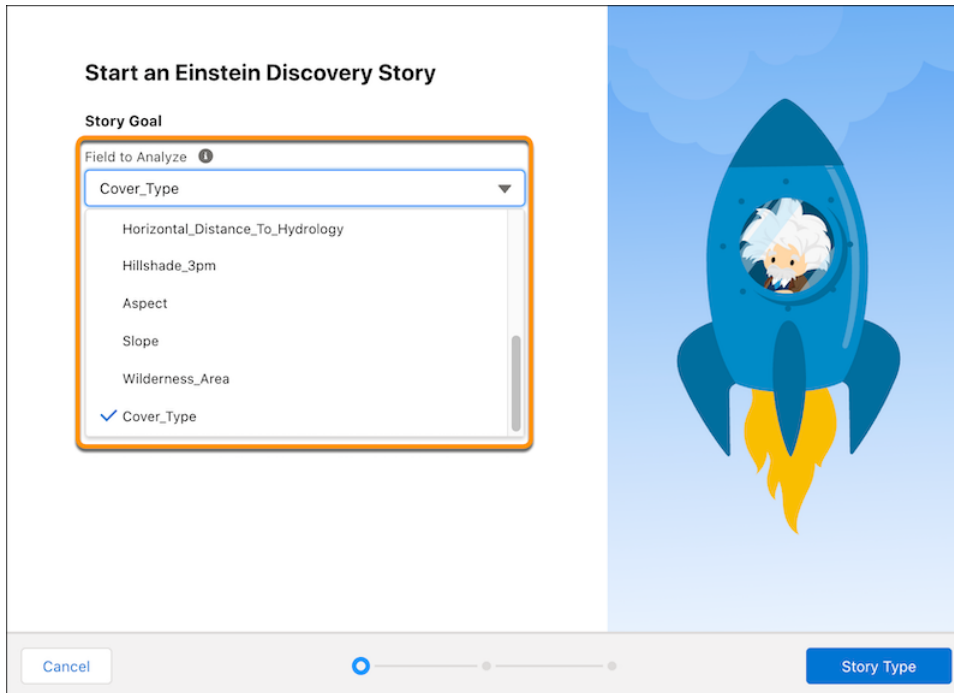 Start an Einstein Discovery Story
Story Goal
Field to Analyze
Cover_Type
Horizontal_Distance_To_Hydrology
Hillshade_3pm
Aspect
Slope
Wilderness_Area
Cover_Type
Cancel
Story Type